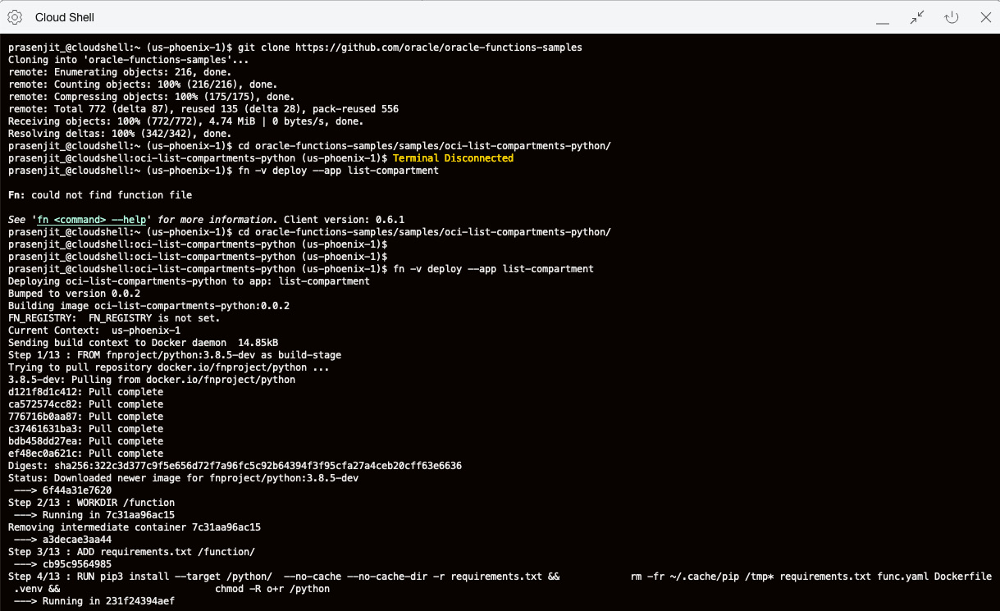 Cloud Shell
prasenjit_@cloudshell:~ (us-phoenix-1)$ git clone https://github.com/oracle/oracle-functions-samples
Cloning into 'oracle-functions-samples'...
remote: Enumerating objects: 216, done.
remote: Counting objects: 100% (216/216), done.
remote: Compressing objects: 100% (175/175), done.
remote: Total 772 (delta 87), reused 135 (delta 28), pack-reused 556
Receiving objects: 100% (772/772), 4.74 MiB | 0 bytes/s, done.
Resolving deltas: 100% (342/342), done.
prasenjit_@cloudshell:~ (us-phoenix-1)$ cd oracle-functions-samples/samples/oci-list-compartments-python/
prasenjit_@cloudshell:oci-list-compartments-python (us-phoenix-1)$ Terminal Disconnected
prasenjit_@cloudshell:~ (us-phoenix-1)$ fn -v deploy --app list-compartment
Fn: could not find function file
See 'fn <command> --help' for more information. Client version: 0.6.1
prasenjit_@cloudshell:~ (us-phoenix-1)$ cd oracle-functions-samples/samples/oci-list-compartments-python/
prasenjit_@cloudshell:oci-list-compartments-python (us-phoenix-1)$
prasenjit_@cloudshell:oci-list-compartments-python (us-phoenix-1)$
prasenjit_@cloudshell:oci-list-compartments-python (us-phoenix-1)$ fn -v deploy --app list-compartment
Deploying oci-list-compartments-python to app: list-compartment
Bumped to version 0.0.2
Building image oci-list-compartments-python:0.0.2
FN_REGISTRY:  FN_REGISTRY is not set.
Current Context:  us-phoenix-1
Sending build context to Docker daemon  14.85kB
Step 1/13 : FROM fnproject/python:3.8.5-dev as build-stage
Trying to pull repository docker.io/fnproject/python ...
3.8.5-dev: Pulling from docker.io/fnproject/python
d121f8d1c412: Pull complete
ca572574cc82: Pull complete
776716b0aa87: Pull complete
c37461631ba3: Pull complete
bdb458dd27ea: Pull complete
ef48ec0a621c: Pull complete
Digest: sha256:322c3d377c9f5e656d72f7a96fc5c92b64394f3f95cfa27a4ceb20cff63e6636
Status: Downloaded newer image for fnproject/python:3.8.5-dev
 ---> 6f44a31e7620
Step 2/13 : WORKDIR /function
 ---> Running in 7c31aa96ac15
Removing intermediate container 7c31aa96ac15
 ---> a3decae3aa44
Step 3/13 : ADD requirements.txt /function/
 ---> cb95c9564985
Step 4/13 : RUN pip3 install --target /python/  --no-cache --no-cache-dir -r requirements.txt &&            rm -fr ~/.cache/pip /tmp* requirements.txt func.yaml Dockerfile
 .venv &&            chmod -R o+r /python
 ---> Running in 231f24394aef